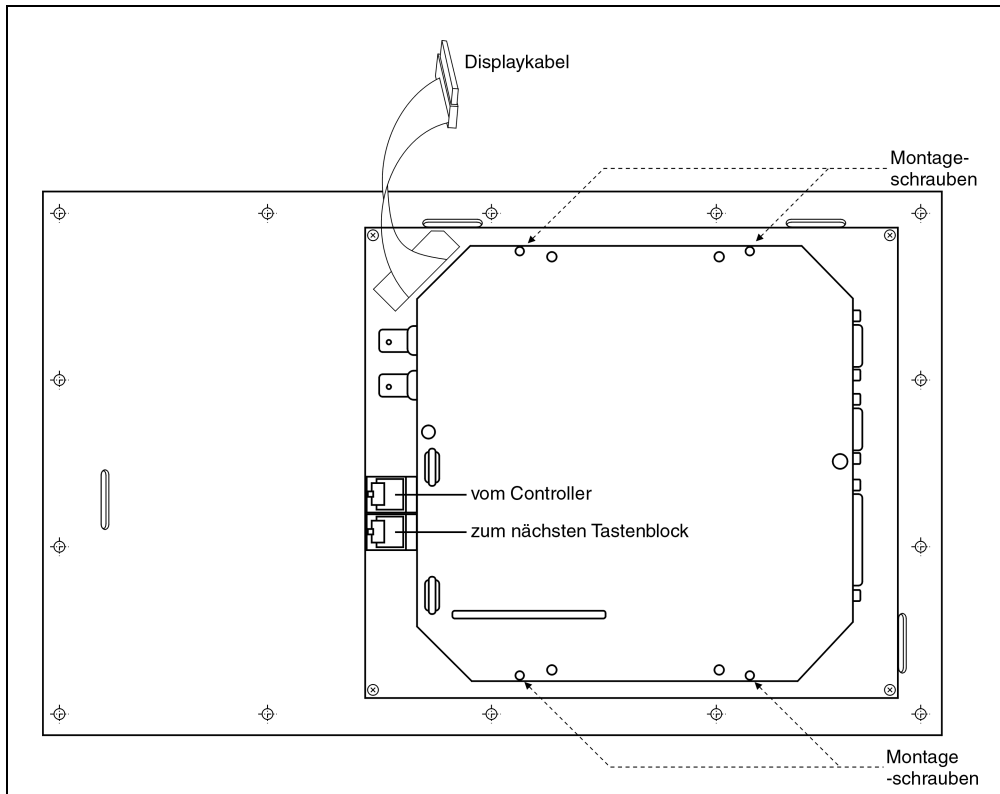 Displaykabel
Montage-
schrauben
vom Controller
zum nächsten Tastenblock
Montage
-schrauben